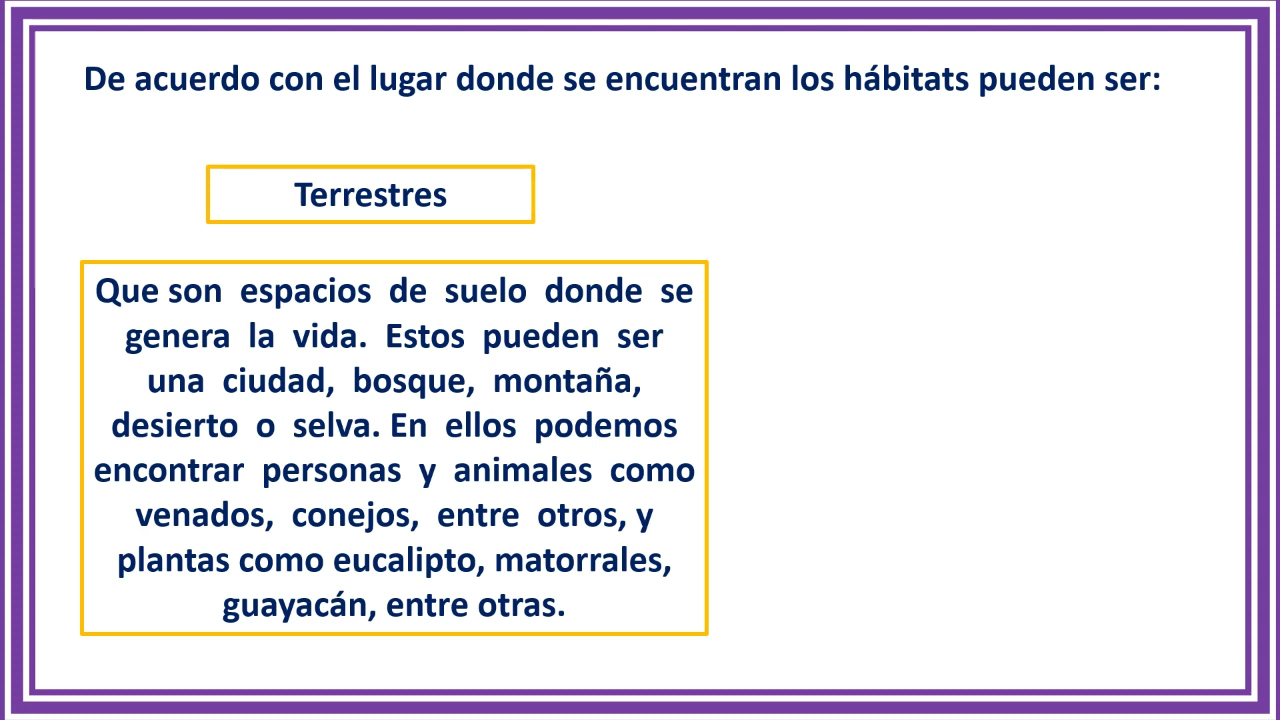 De acuerdo con el lugar donde se encuentran los hábitats pueden ser:
Terrestres
Que son espacios de suelo donde se
genera la vida. Estos pueden ser
una ciudad, bosque, montaña,
desierto o selva. En ellos podemos
encontrar personas y animales como
venados, conejos, entre otros, y
plantas como eucalipto, matorrales,
guayacán, entre otras.